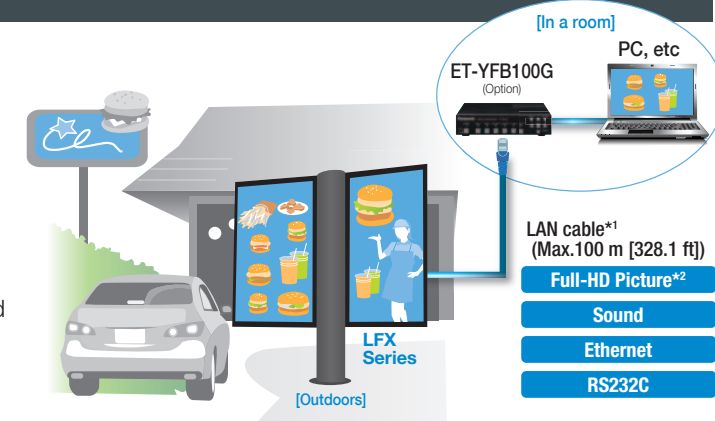 [In a room]
PC, etc
ET-YFB100G
(Option)
LAN cable*1
(Max.100 m [328.1 ft])
Full-HD Picture*2
Sound
Ethernet
RS232C
LFX
Series
[Outdoors]
d